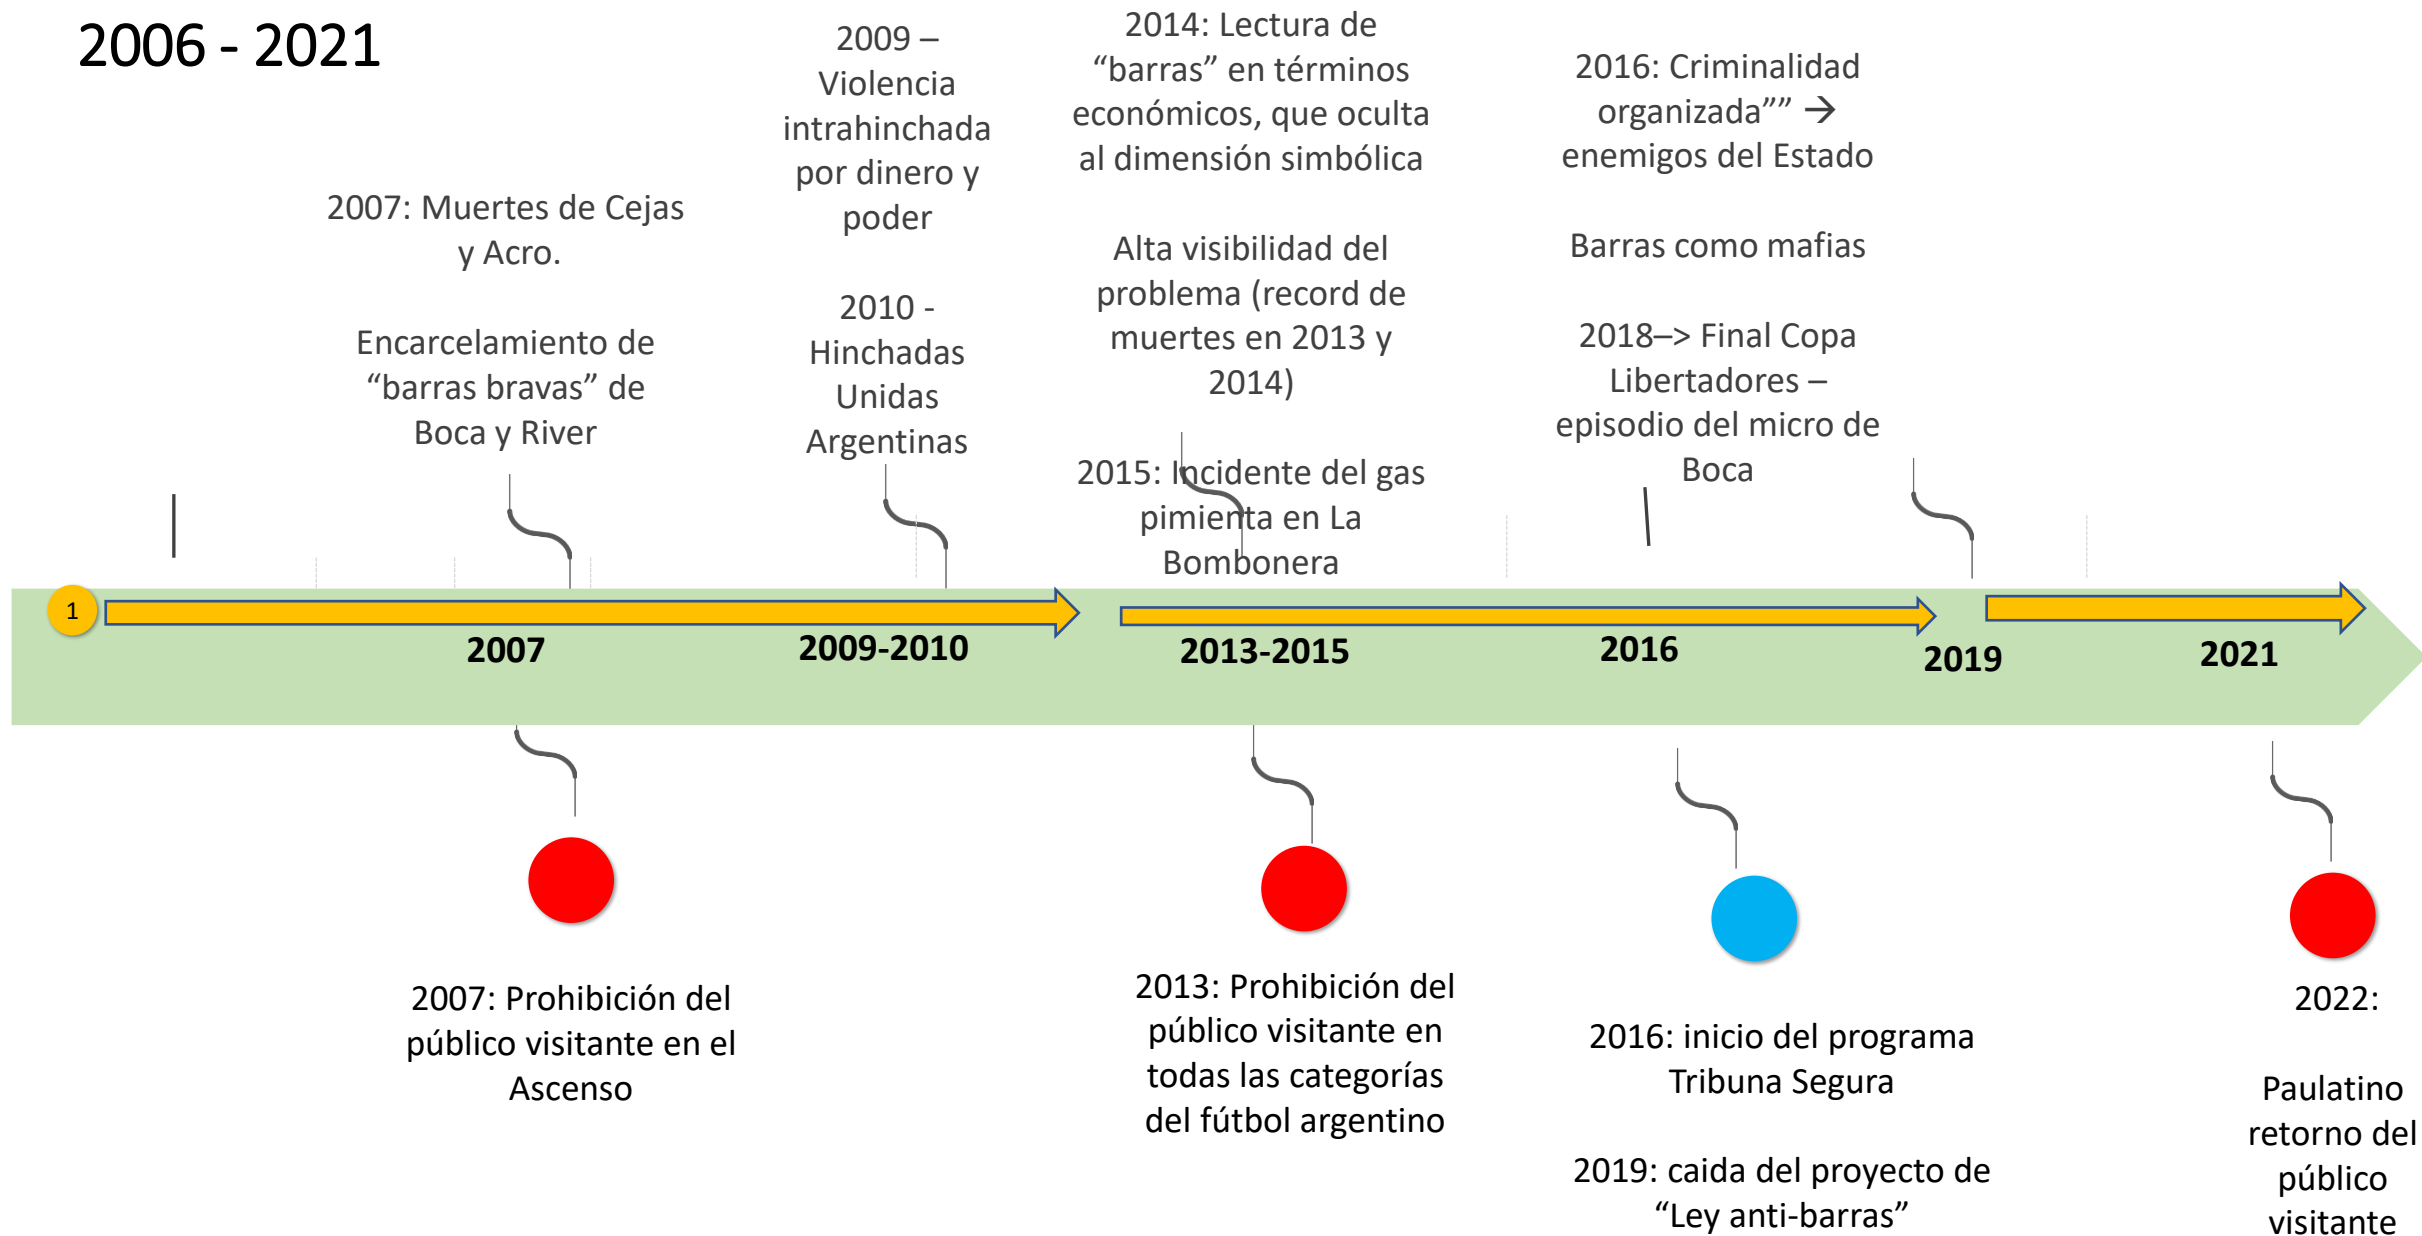 2006 - 2021
2007: Muertes de Cejas
y Acro.
Encarcelamiento de
“barras bravas” de
Boca y River
2009 –
Violencia
intrahinchada
por dinero y
poder
2010 -
Hinchadas
Unidas
Argentinas
2014: Lectura de
“barras” en términos
económicos, que oculta
al dimensión simbólica
Alta visibilidad del
problema (record de
muertes en 2013 y
2014)
2015: Incidente del gas
pimienta en La
Bombonera
2016: Criminalidad
organizada”” →
enemigos del Estado
Barras como mafias
2018–> Final Copa
Libertadores –
episodio del micro de
Boca
1
2007
2009-2010
2013-2015
2016
2019
2021
2007: Prohibición del
público visitante en el
Ascenso
2013: Prohibición del
público visitante en
todas las categorías
del fútbol argentino
2016: inicio del programa
Tribuna Segura
2019: caida del proyecto de
“Ley anti-barras”
2022:
Paulatino
retorno del
público
visitante